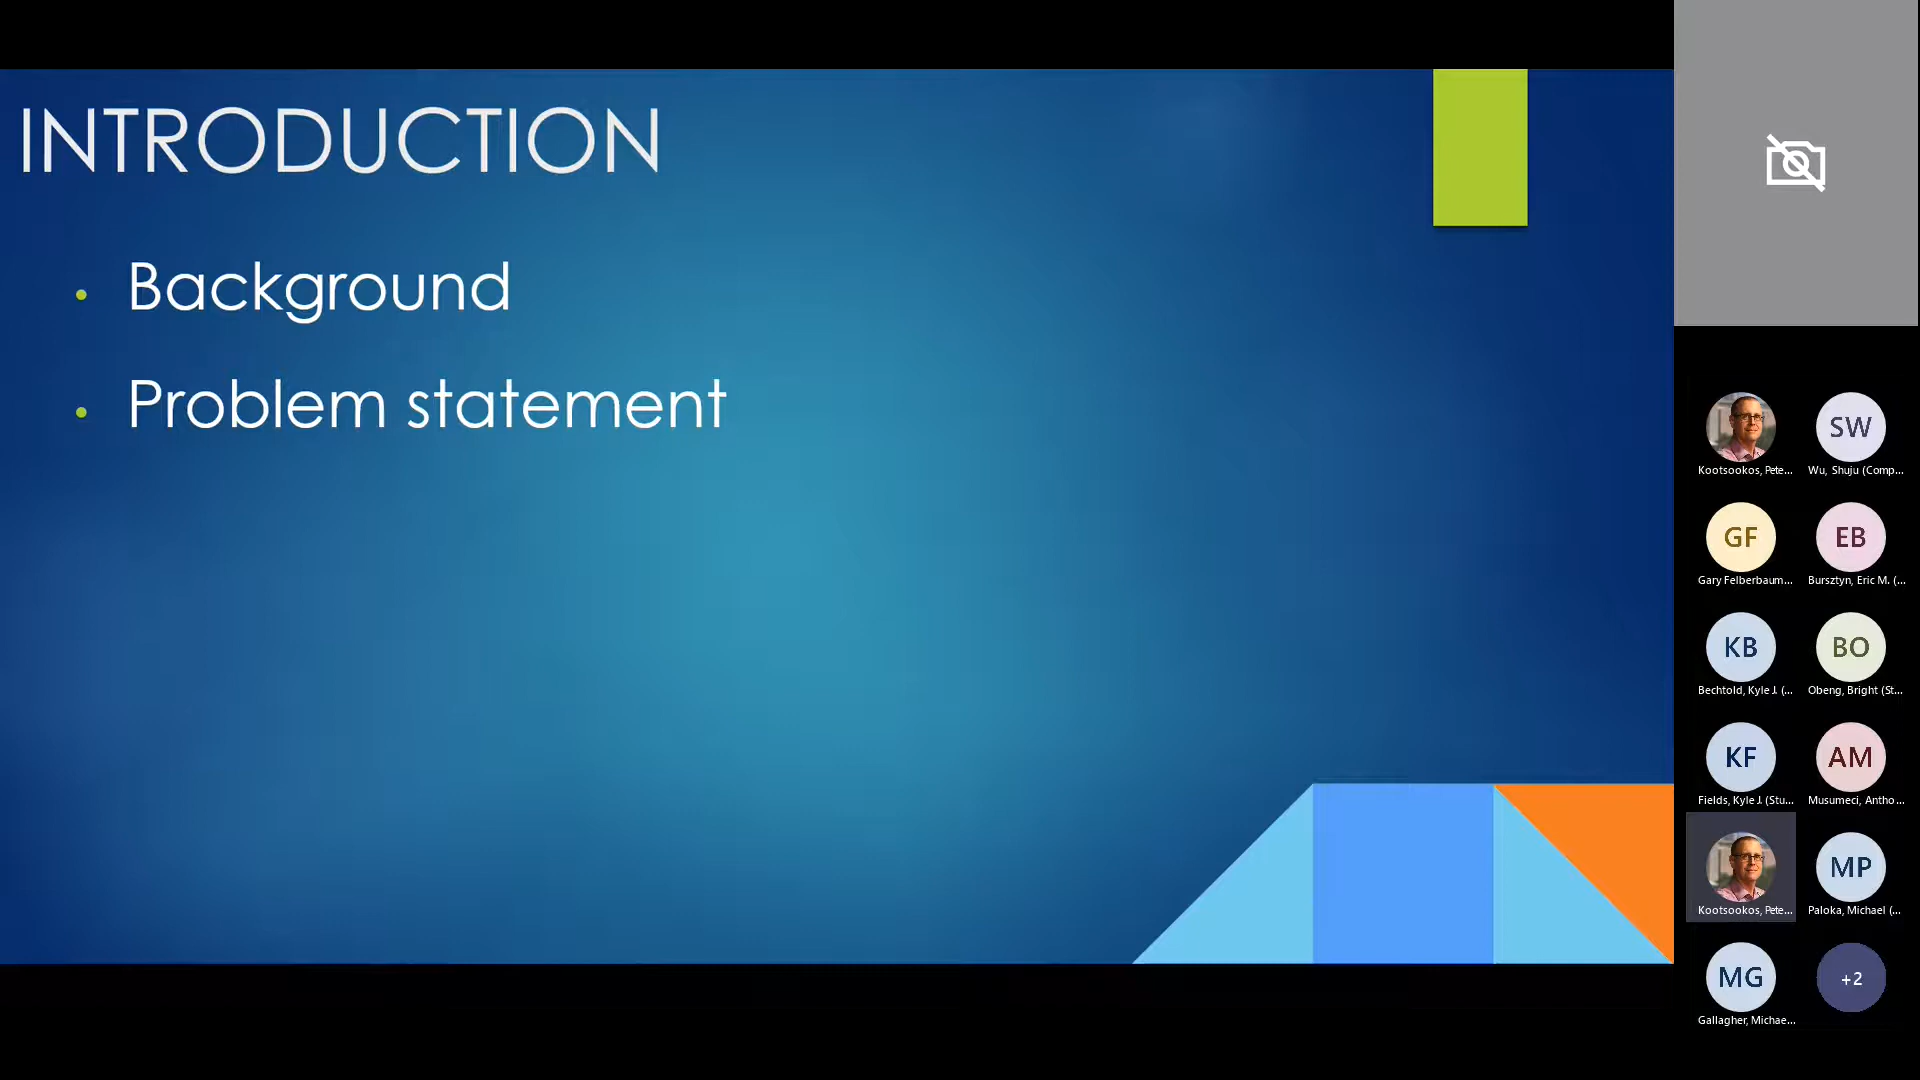 INTRODUCTION
• Background
• Problem statement
Kootsookos, Pete...
SW
Wu, Shuju (Comp...
GF
Gary Felberbaum...
EB
Bursztyn, Eric M. (...
KB
Bechtold, Kyle J. (...
BO
Obeng, Bright (St...
KF
Fields, Kyle J. (Stu...
AM
Musumeci, Antho...
Kootsookos, Pete...
MP
Paloka, Michael (...
MG
Gallagher, Michae...
+2